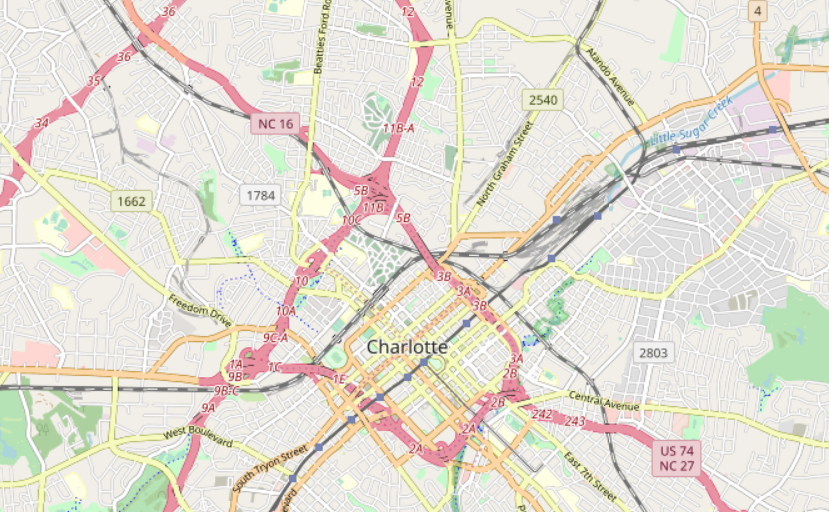 36
12
Beatties Ford Ro
venue
4
36
35
12
Atando Avenue
2540
34
NC 16
11B-A
Little Sugar Creek
North Graham Street
5B
1662
1784
11B
10C
5B
10
3B
3A
3B
Freedom Drive
10A
9C-A
Charlotte
2803
1A
1C
3A
9B
1E
2B
9B-C
9A
2B
242
243
Central Avenue
West Boulevard
2A
2A
US 74
NC 27
South Tryon Street
East 7th Street
levard